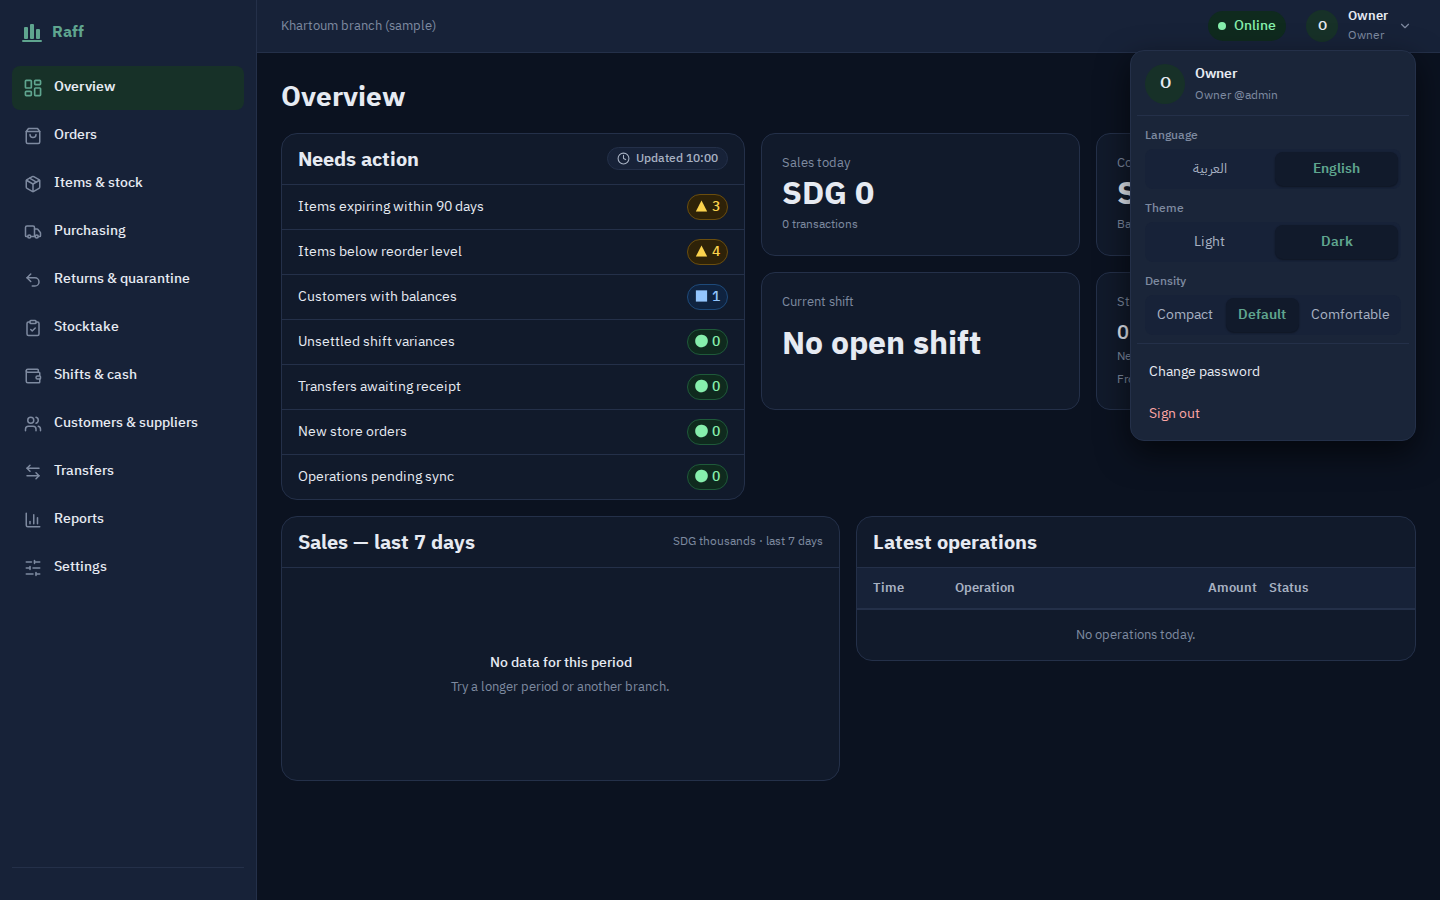 Raff
Overview
Orders
Items & stock
Purchasing
Returns & quarantine
Stocktake
Shifts & cash
Customers & suppliers
Transfers
Reports
Settings
Khartoum branch (sample)
Online
O
Owner
Owner
Overview
Needs action
Updated 10:00
Items expiring within 90 days
3
Items below reorder level
4
Customers with balances
1
Unsettled shift variances
0
Transfers awaiting receipt
0
New store orders
0
Operations pending sync
0
Sales today
SDG 0
0 transactions
Current shift
No open shift
O
Owner
Owner @admin
Language
العربية
English
Theme
Light
Dark
Density
Compact
Default
Comfortable
Change password
Sign out
Sales — last 7 days
SDG thousands · last 7 days
No data for this period
Try a longer period or another branch.
Latest operations
Time Operation Amount Status
No operations today.